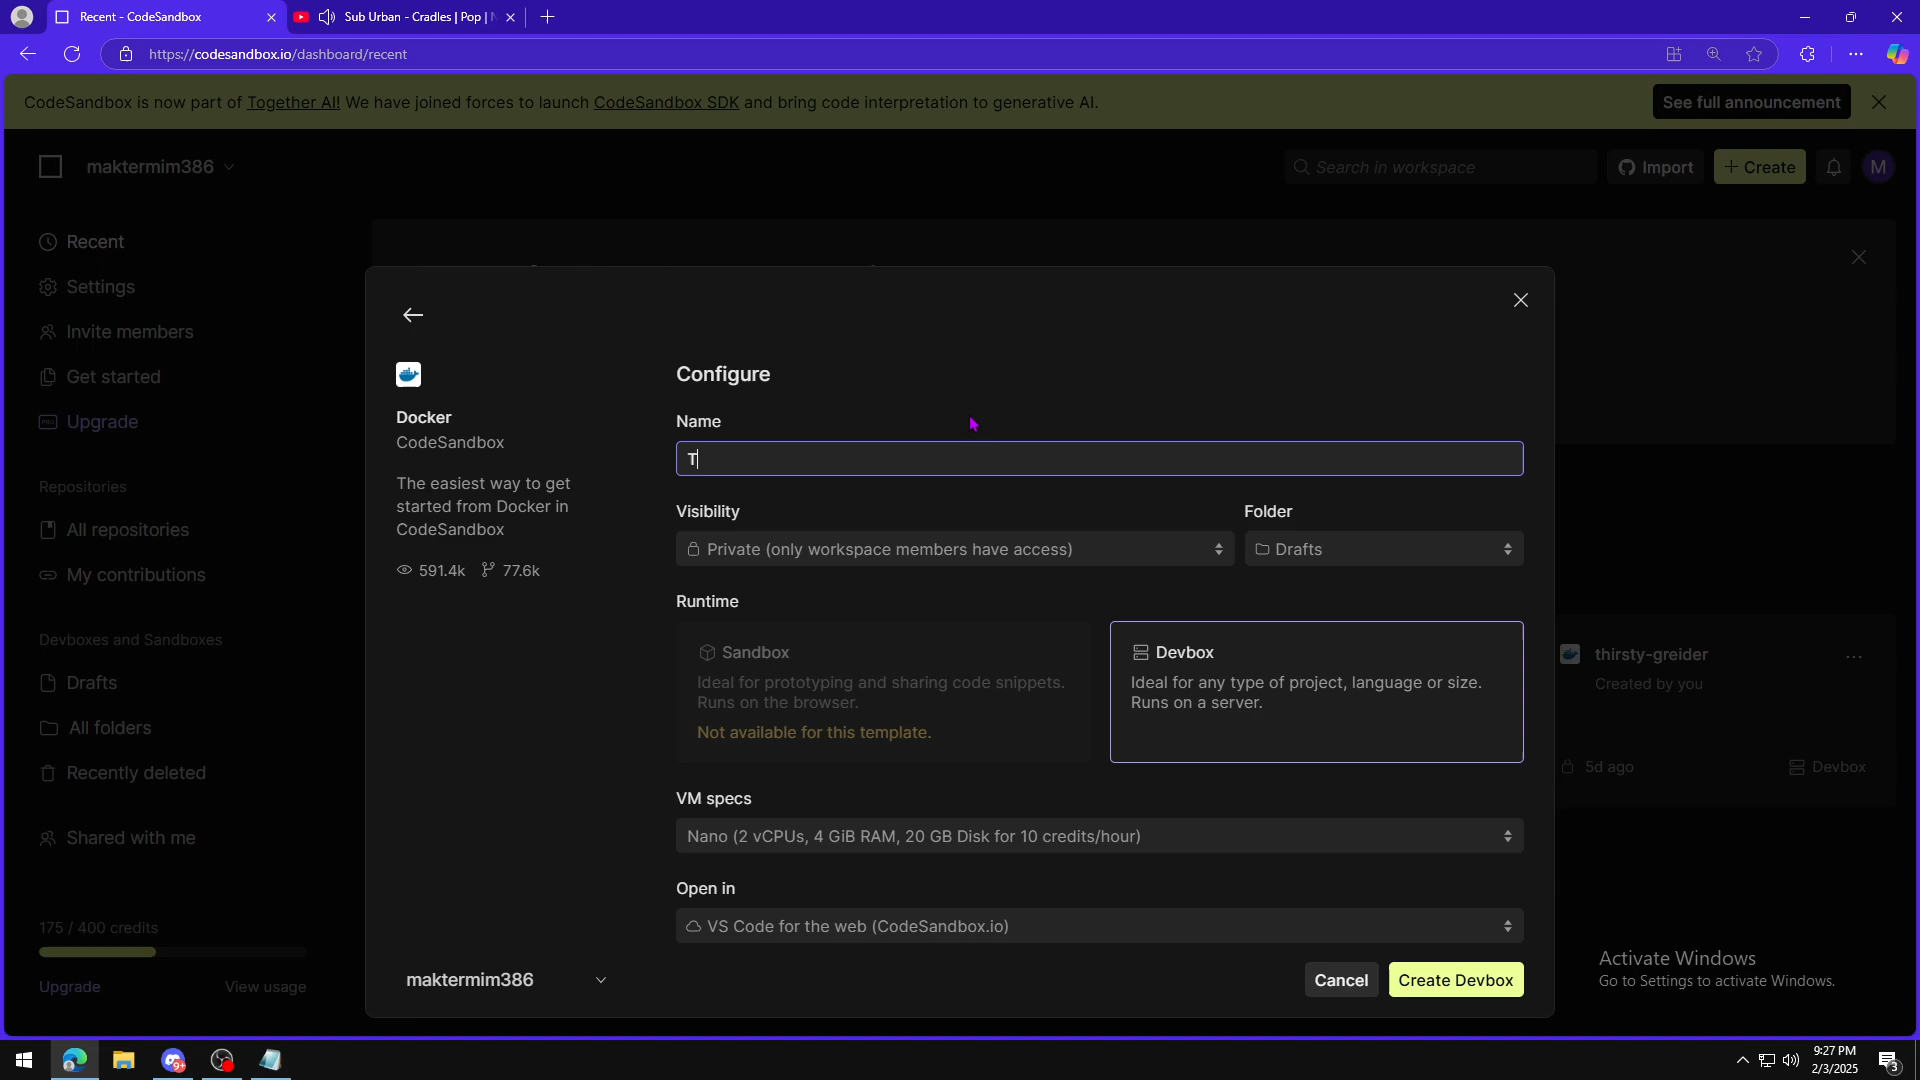 Recent - CodeSandbox
Sub Urban - Cradles | Pop |
https://codesandbox.io/dashboard/recent
CodeSandbox is now part of Together AI! We have joined forces to launch CodeSandbox SDK and bring code interpretation to generative AI.
See full announcement
maktermim386
Search in workspace
Import
+ Create
M
Recent
Settings
Invite members
Get started
PRO Upgrade
Repositories
All repositories
My contributions
Devboxes and Sandboxes
Drafts
All folders
Recently deleted
Shared with me
175 / 400 credits
Upgrade
View usage
Docker
CodeSandbox
The easiest way to get
started from Docker in
CodeSandbox
591.4k 77.6k
Configure
Name
T
Visibility
Folder
Private (only workspace members have access)
Drafts
Runtime
Sandbox
Ideal for prototyping and sharing code snippets.
Runs on the browser.
Not available for this template.
Devbox
Ideal for any type of project, language or size.
Runs on a server.
VM specs
Nano (2 vCPUs, 4 GiB RAM, 20 GB Disk for 10 credits/hour)
Open in
VS Code for the web (CodeSandbox.io)
maktermim386
Cancel
Create Devbox
thirsty-greider
Created by you
5d ago
Devbox
Activate Windows
Go to Settings to activate Windows.
9+
9:27 PM
2/3/2025
3